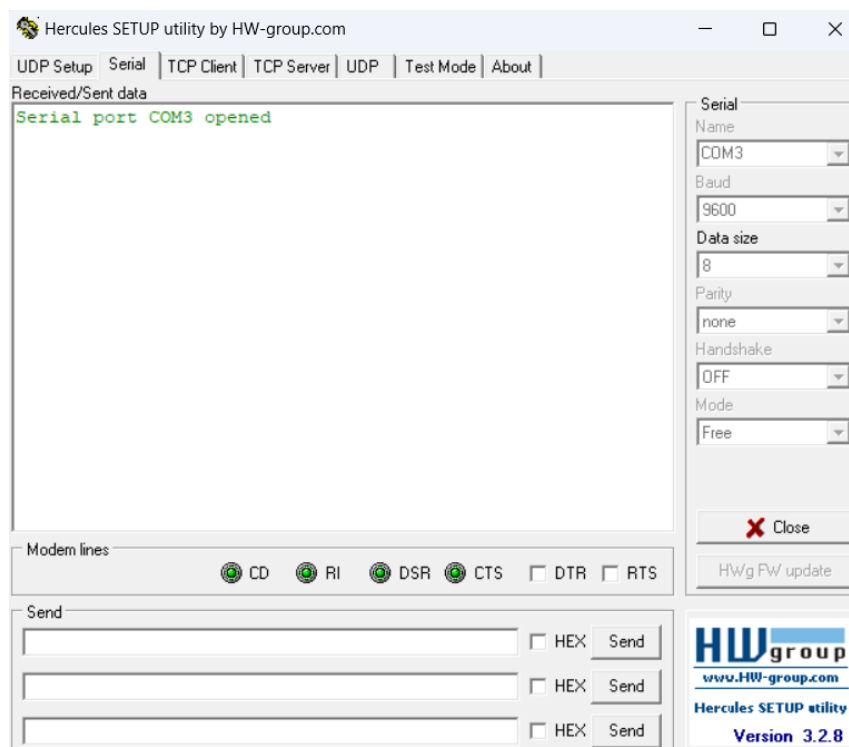 Hercules SETUP utility by HW-group.com
UDP Setup Serial TCP Client TCP Server UDP Test Mode About
Received/Sent data
Serial port COM3 opened
Serial
Name
COM3
Baud
9600
Data size
8
Parity
none
Handshake
OFF
Mode
Free
Close
HWg FW update
Modem lines
CD RI DSR CTS DTR RTS
Send
HEX Send
HEX Send
HEX Send
HW group
www.HW-group.com
Hercules SETUP utility
Version 3.2.8